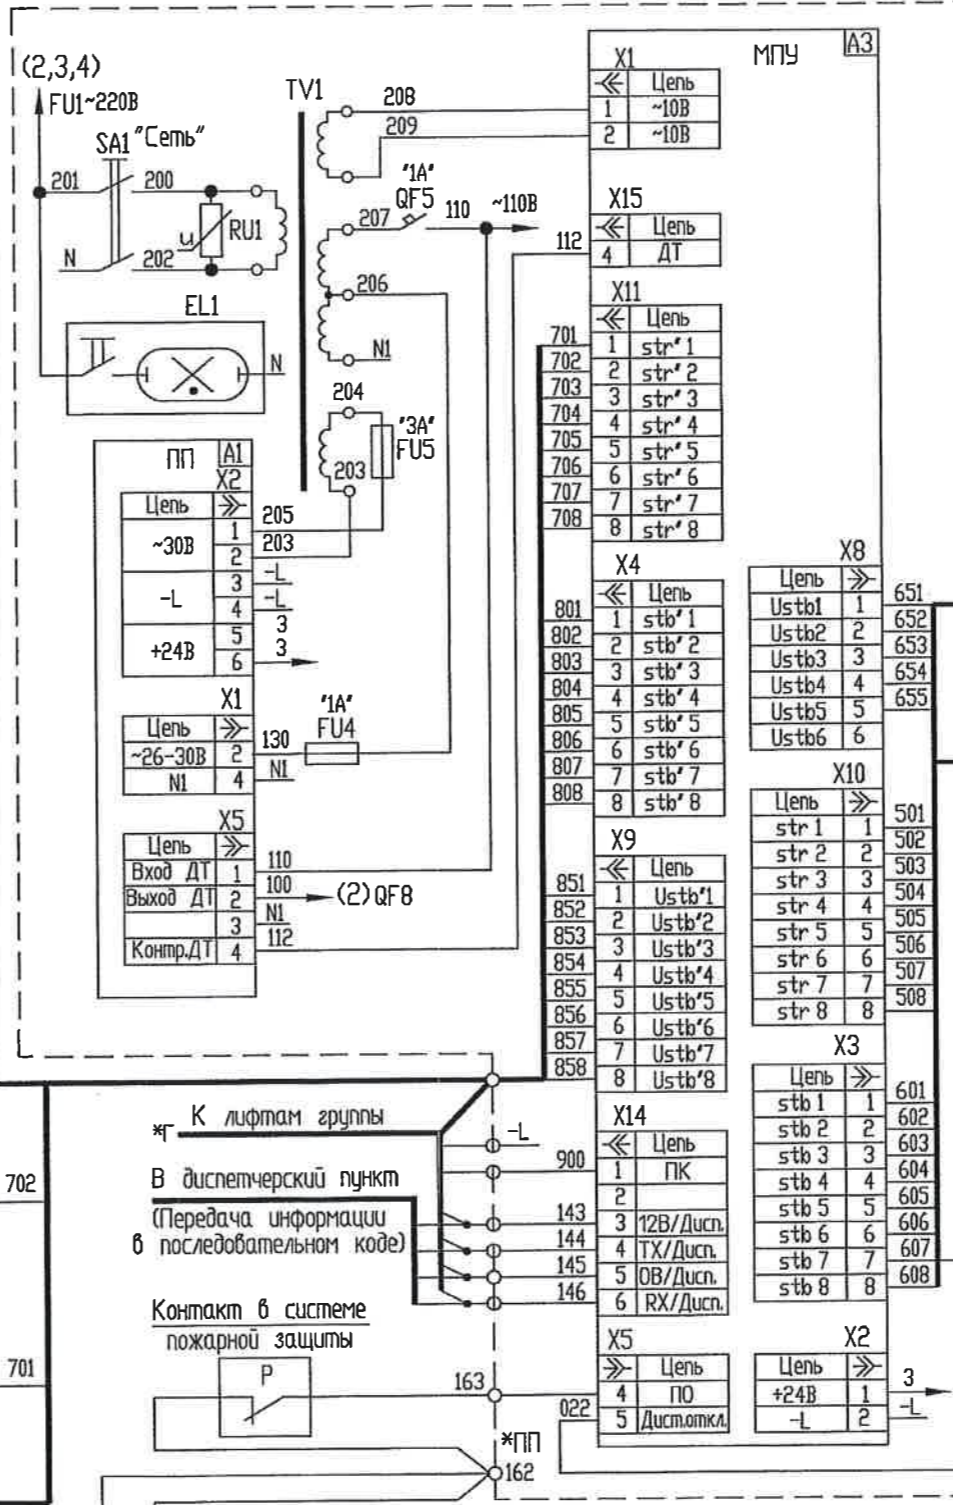 (2,3,4)
FU1~220В
SA1 "Сеть"
201
200
N
202
u
RU1
EL1
N
TV1
208
209
207
"1А"
QF5
110
~110В
206
N1
204
"3А"
FU5
203
ПП
А1
X2
Цепь
~30В
1
205
2
203
-L
3
-L
4
-L
+24В
5
3
6
3
X1
Цепь
~26-30В
2
130
"1А"
FU4
N1
4
N1
X5
Цепь
Вход ДТ
1
110
Выход ДТ
2
100
(2) QF8
3
N1
Контр.ДТ
4
112
МПУ
А3
X1
Цепь
1
~10В
2
~10В
X15
Цепь
112
4
ДТ
X11
Цепь
701
1
str'1
702
2
str'2
703
3
str'3
704
4
str'4
705
5
str'5
706
6
str'6
707
7
str'7
708
8
str'8
X4
Цепь
801
1
stb'1
802
2
stb'2
803
3
stb'3
804
4
stb'4
805
5
stb'5
806
6
stb'6
807
7
stb'7
808
8
stb'8
X9
Цепь
851
1
Ustb'1
852
2
Ustb'2
853
3
Ustb'3
854
4
Ustb'4
855
5
Ustb'5
856
6
Ustb'6
857
7
Ustb'7
858
8
Ustb'8
X14
Цепь
900
1
ПК
2
143
3
12В/Дисп.
144
4
TX/Дисп.
145
5
0В/Дисп.
146
6
RX/Дисп.
X5
Цепь
163
4
ПО
022
5
Дист.откл.
X8
Цепь
Ustb1
1
651
Ustb2
2
652
Ustb3
3
653
Ustb4
4
654
Ustb5
5
655
Ustb6
6
X10
Цепь
str 1
1
501
str 2
2
502
str 3
3
503
str 4
4
504
str 5
5
505
str 6
6
506
str 7
7
507
str 8
8
508
X3
Цепь
stb 1
1
601
stb 2
2
602
stb 3
3
603
stb 4
4
604
stb 5
5
605
stb 6
6
606
stb 7
7
607
stb 8
8
608
X2
Цепь
+24В
1
3
-L
2
-L
*Г
К лифтам группы
-L
702
В диспетчерский пункт
(Передача информации
в последовательном коде)
Контакт в системе
пожарной защиты
P
701
*ПП
162